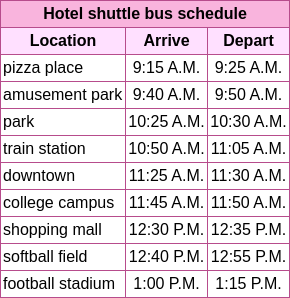 Hotel shuttle bus schedule
Location Arrive Depart
pizza place 9:15 A.M. 9:25 A.M.
amusement park 9:40 A.M. 9:50 A.M.
park 10:25 A.M. 10:30 A.M.
train station 10:50 A.M. 11:05 A.M.
downtown 11:25 A.M. 11:30 A.M.
college campus 11:45 A.M. 11:50 A.M.
shopping mall 12:30 P.M. 12:35 P.M.
softball field 12:40 P.M. 12:55 P.M.
football stadium 1:00 P.M. 1:15 P.M.